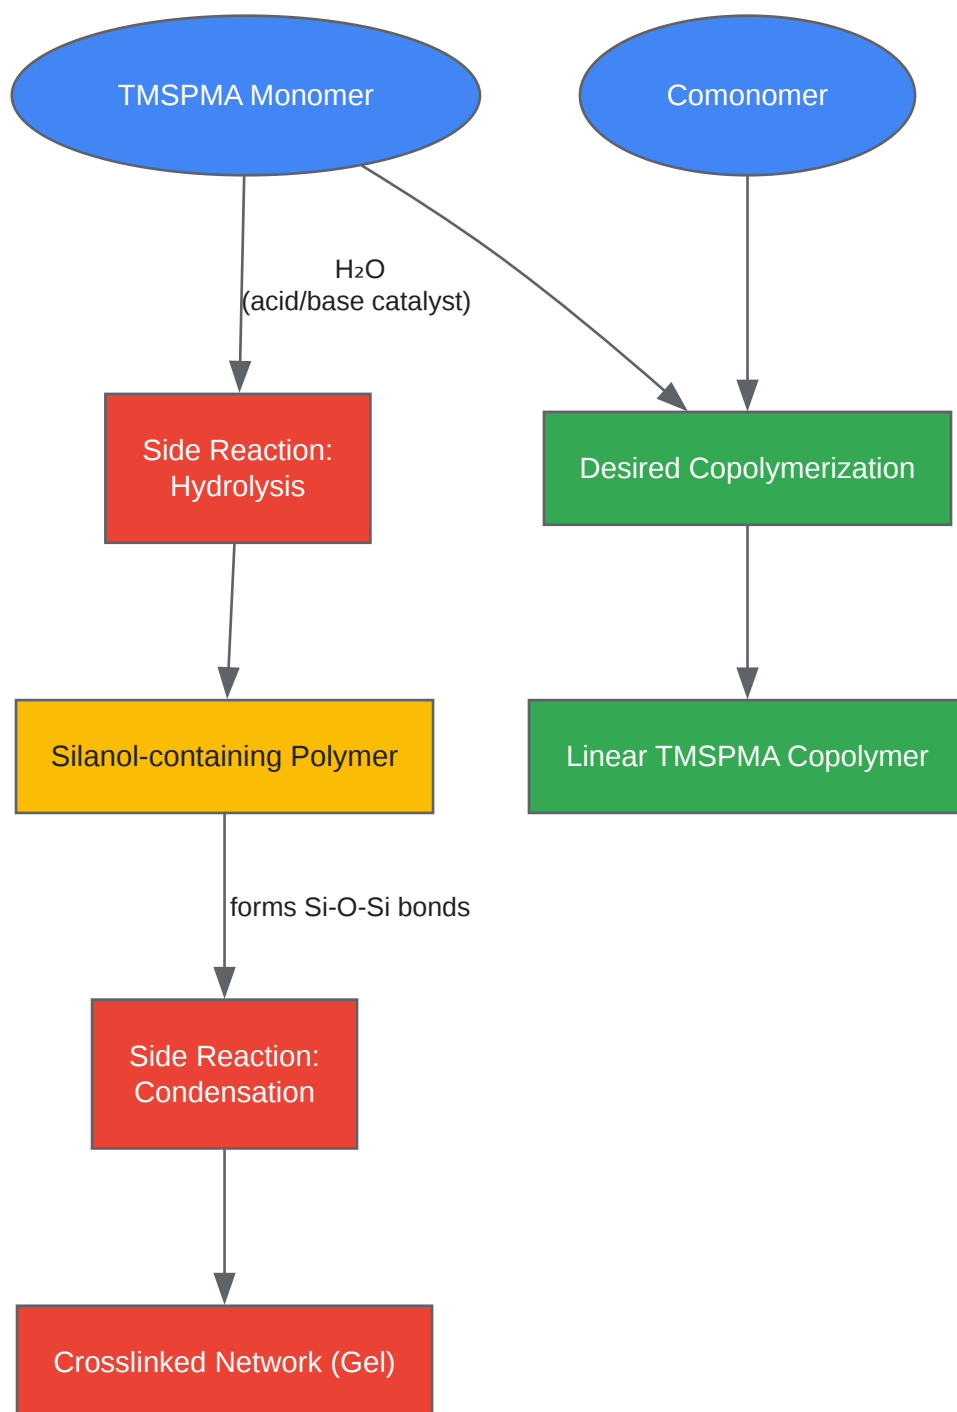 TMSPMA Monomer
Comonomer
H₂O
(acid/base catalyst)
Side Reaction:
Hydrolysis
Desired Copolymerization
Silanol-containing Polymer
Linear TMSPMA Copolymer
forms Si-O-Si bonds
Side Reaction:
Condensation
Crosslinked Network (Gel)